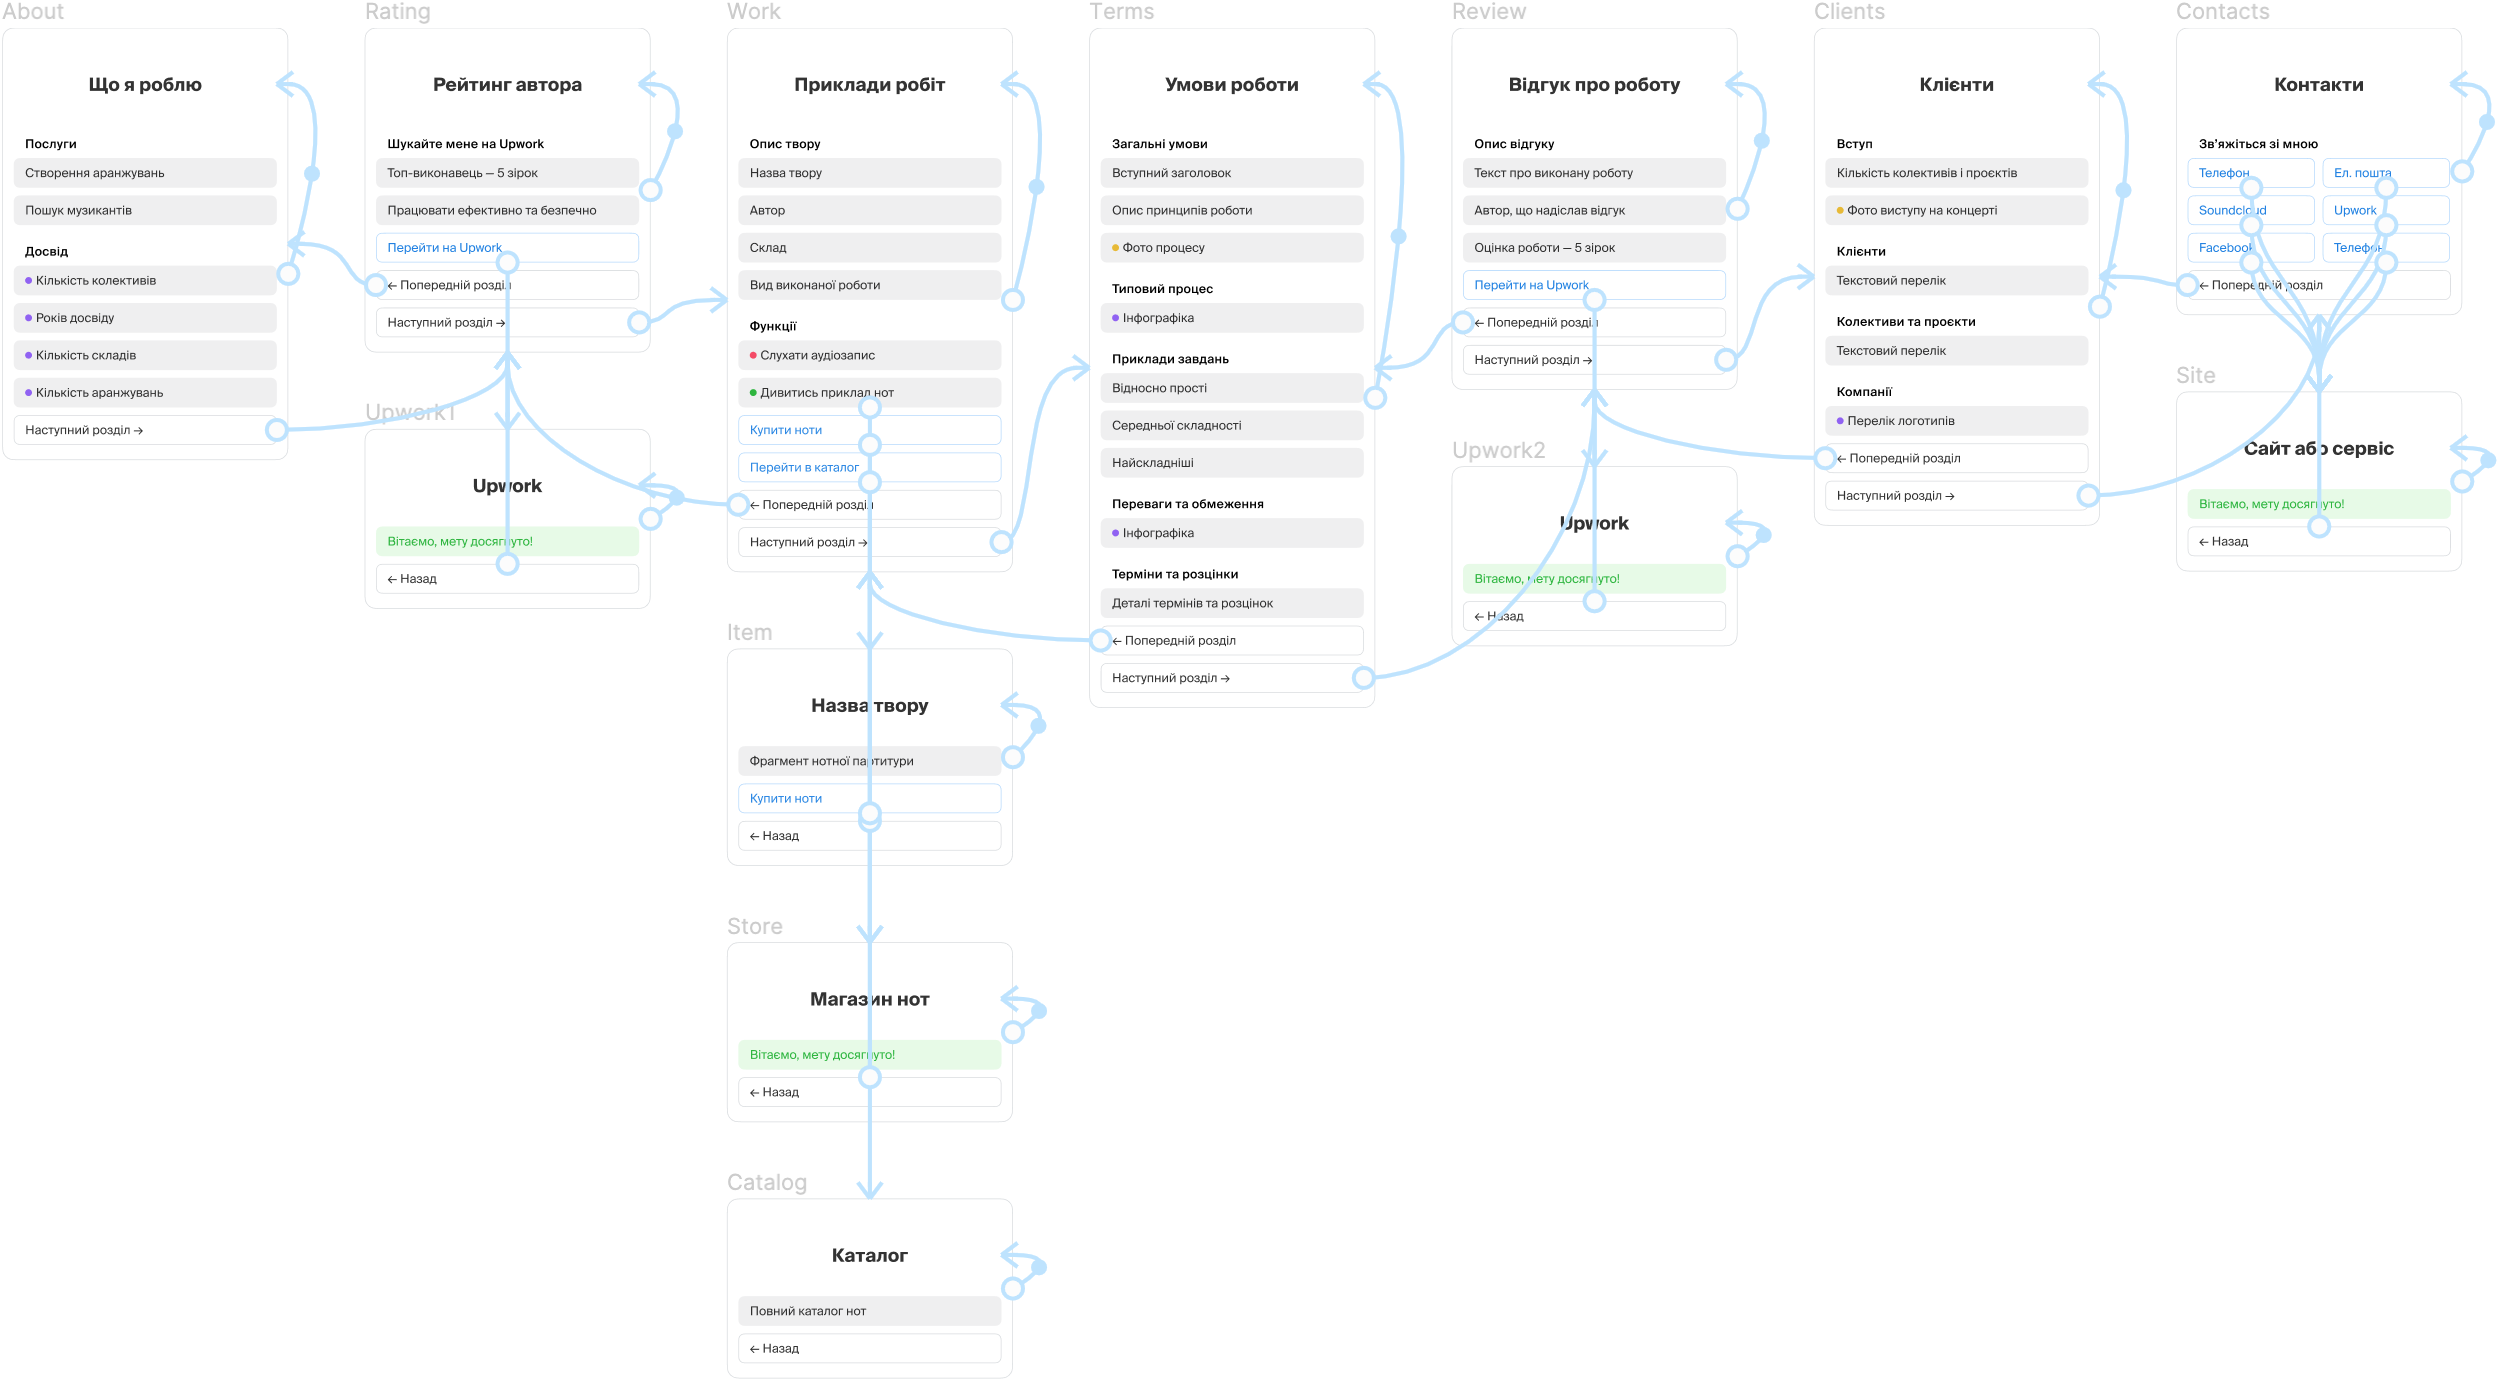 About
Що я роблю
Послуги
Створення аранжувань
Пошук музикантів
Досвід
Кількість колективів
Років досвіду
Кількість складів
Кількість аранжувань
Наступний розділ →
Rating
Рейтинг автора
Шукайте мене на Upwork
Топ-виконавець — 5 зірок
Працювати ефективно та безпечно
Перейти на Upwork
← Попередній розділ
Наступний розділ →
Upwork1
Upwork
Вітаємо, мету досягнуто!
← Назад
Work
Приклади робіт
Опис твору
Назва твору
Автор
Склад
Вид виконаної роботи
Функції
Слухати аудіозапис
Дивитись приклад нот
Купити ноти
Перейти в каталог
← Попередній розділ
Наступний розділ →
Item
Назва твору
Фрагмент нотної партитури
Купити ноти
← Назад
Store
Магазин нот
Вітаємо, мету досягнуто!
← Назад
Catalog
Каталог
Повний каталог нот
← Назад
Terms
Умови роботи
Загальні умови
Вступний заголовок
Опис принципів роботи
Фото процесу
Типовий процес
Інфографіка
Приклади завдань
Відносно прості
Середньої складності
Найскладніші
Переваги та обмеження
Інфографіка
Терміни та розцінки
Деталі термінів та розцінок
← Попередній розділ
Наступний розділ →
Review
Відгук про роботу
Опис відгуку
Текст про виконану роботу
Автор, що надіслав відгук
Оцінка роботи — 5 зірок
Перейти на Upwork
← Попередній розділ
Наступний розділ →
Upwork2
Upwork
Вітаємо, мету досягнуто!
← Назад
Clients
Клієнти
Вступ
Кількість колективів і проєктів
Фото виступу на концерті
Клієнти
Текстовий перелік
Колективи та проєкти
Текстовий перелік
Компанії
Перелік логотипів
← Попередній розділ
Наступний розділ →
Contacts
Контакти
Зв’яжіться зі мною
Телефон
Ел. пошта
Soundcloud
Upwork
Facebook
Телефон
← Попередній розділ
Site
Сайт або сервіс
Вітаємо, мету досягнуто!
← Назад